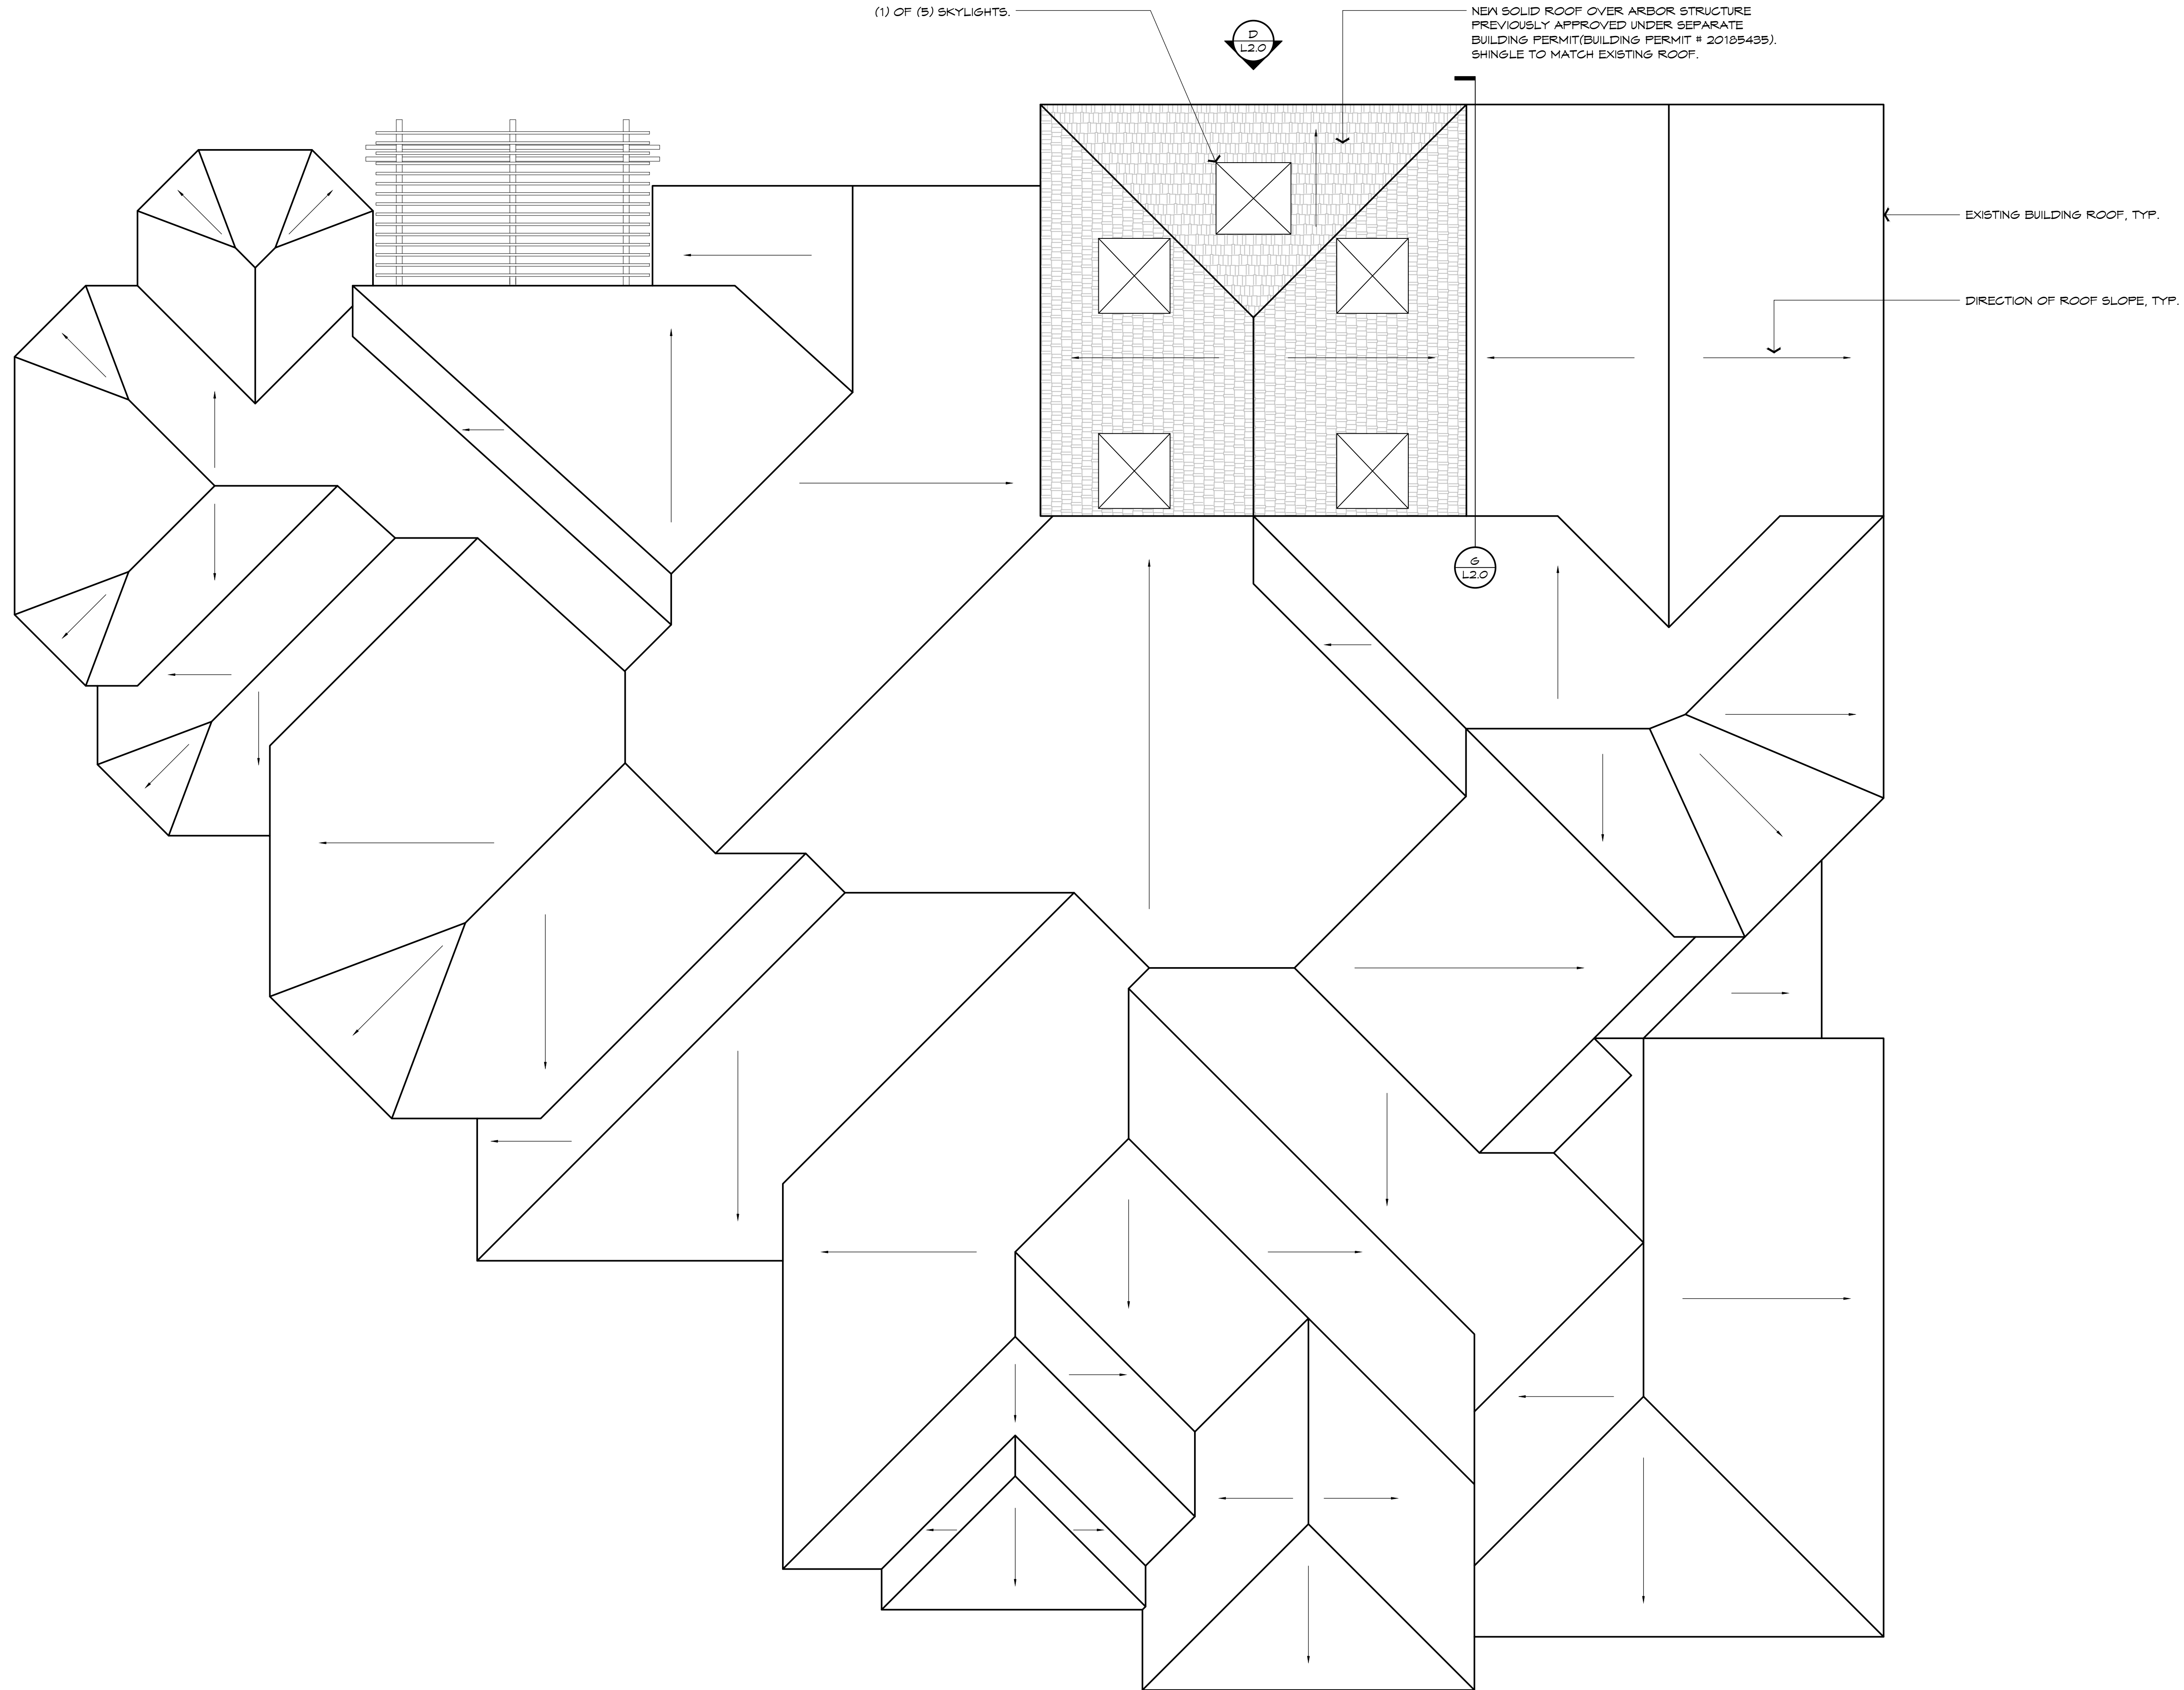 (1) OF (5) SKYLIGHTS.
D
L2.0
NEW SOLID ROOF OVER ARBOR STRUCTURE
PREVIOUSLY APPROVED UNDER SEPARATE
BUILDING PERMIT(BUILDING PERMIT # 20185435).
SHINGLE TO MATCH EXISTING ROOF.
EXISTING BUILDING ROOF, TYP.
DIRECTION OF ROOF SLOPE, TYP.
G
L2.0